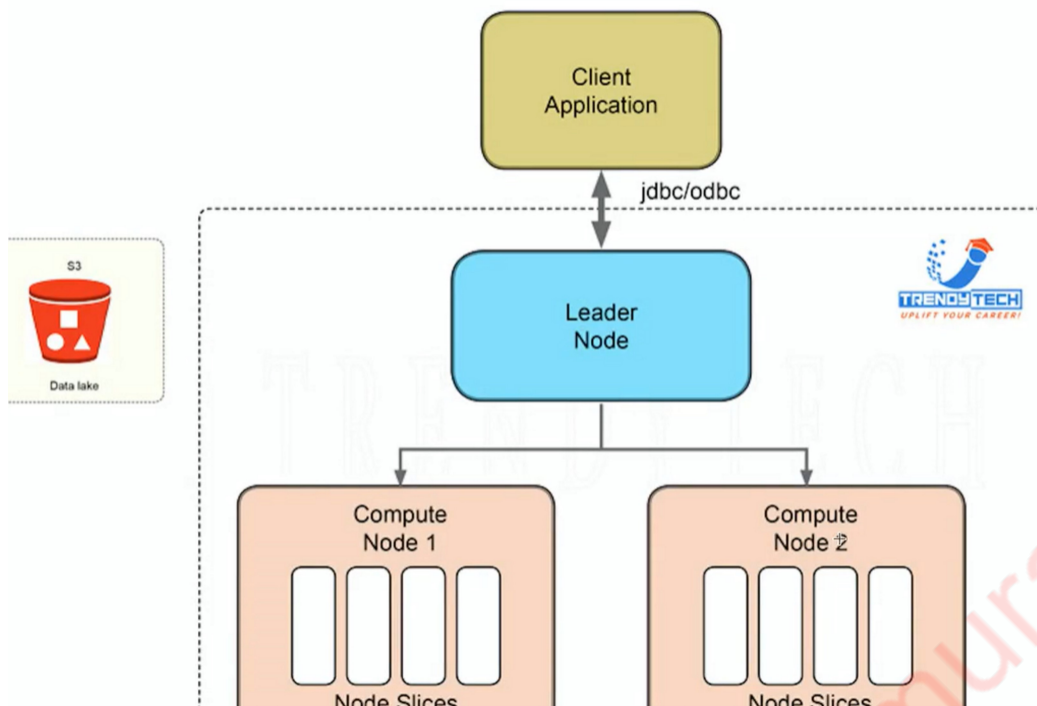 Client
Application
jdbc/odbc
S3
Data lake
TRENDYTECH
UPLIFT YOUR CAREER!
Leader
Node
TRENDYTECH
Compute
Node 1
Node Slices
Compute
Node 2
Node Slices